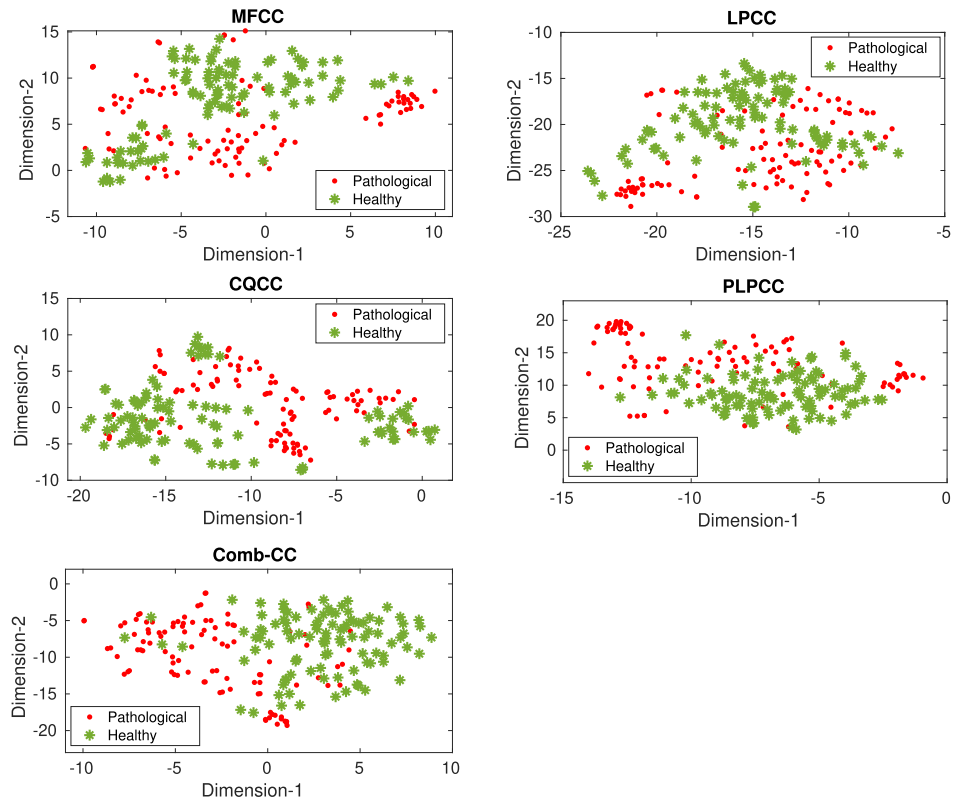 MFCC
15
10
5
0
-5
-10
-5
0
5
10
Dimension-2
Dimension-1
Pathological
Healthy
LPCC
-10
-15
-20
-25
-30
-25
-20
-15
-10
-5
Dimension-2
Dimension-1
Pathological
Healthy
CQCC
15
10
5
0
-5
-10
-20
-15
-10
-5
0
Dimension-2
Dimension-1
Pathological
Healthy
PLPCC
20
15
10
5
0
-15
-10
-5
0
Dimension-2
Dimension-1
Pathological
Healthy
Comb-CC
0
-5
-10
-15
-20
-10
-5
0
5
10
Dimension-2
Dimension-1
Pathological
Healthy